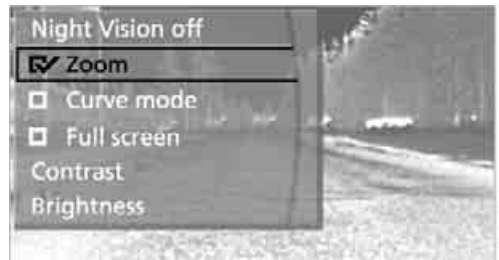 Night Vision off
Zoom
Curve mode
Full screen
Contrast
Brightness